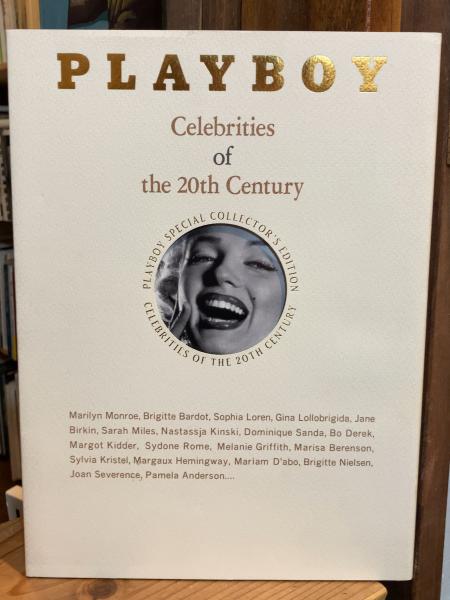 PLAYBOY
Celebrities
of
the 20th Century
PLAYBOY SPECIAL COLLECTOR'S EDITION
CELEBRITIES OF THE 20TH CENTURY
Marilyn Monroe, Brigitte Bardot, Sophia Loren, Gina Lollobrigida, Jane
Birkin, Sarah Miles, Nastassja Kinski, Dominique Sanda, Bo Derek,
Margot Kidder, Sydone Rome, Melanie Griffith, Marisa Berenson,
Sylvia Kristel, Margaux Hemingway, Mariam D'abo, Brigitte Nielsen,
Joan Severence, Pamela Anderson....